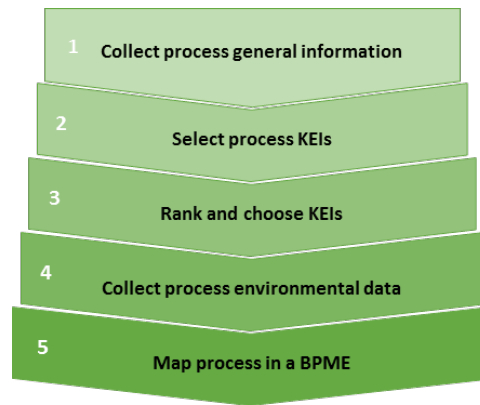 1 Collect process general information
2 Select process KEIs
3 Rank and choose KEIs
4 Collect process environmental data
5 Map process in a BPME